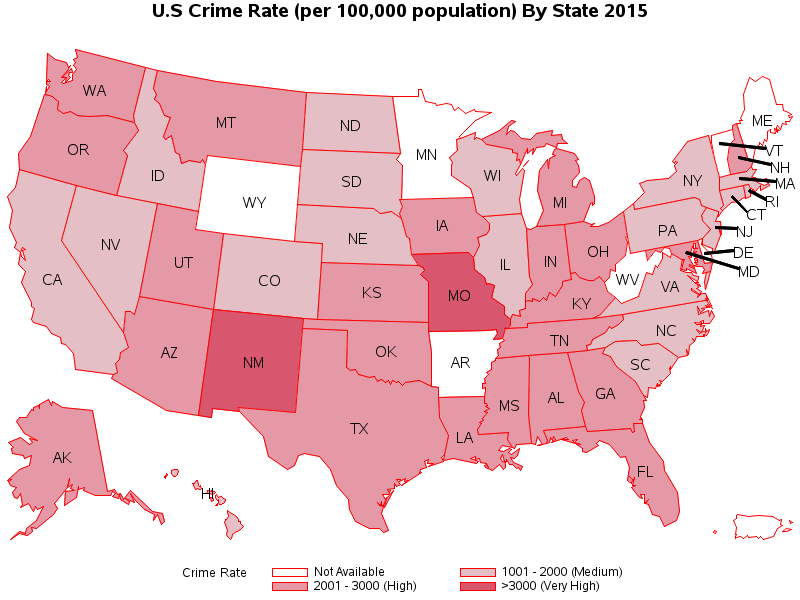 U.S Crime Rate (per 100,000 population) By State 2015
WA
MT
ND
MN
ME
OR
ID
SD
WI
MI
NY
VT
NH
MA
RI
CT
WY
NV
UT
CO
NE
IA
IL
IN
OH
PA
NJ
DE
MD
CA
KS
MO
KY
WV
VA
AZ
NM
OK
AR
TN
NC
SC
TX
LA
MS
AL
GA
FL
AK
HI
Crime Rate
Not Available
1001 - 2000 (Medium)
2001 - 3000 (High)
>3000 (Very High)